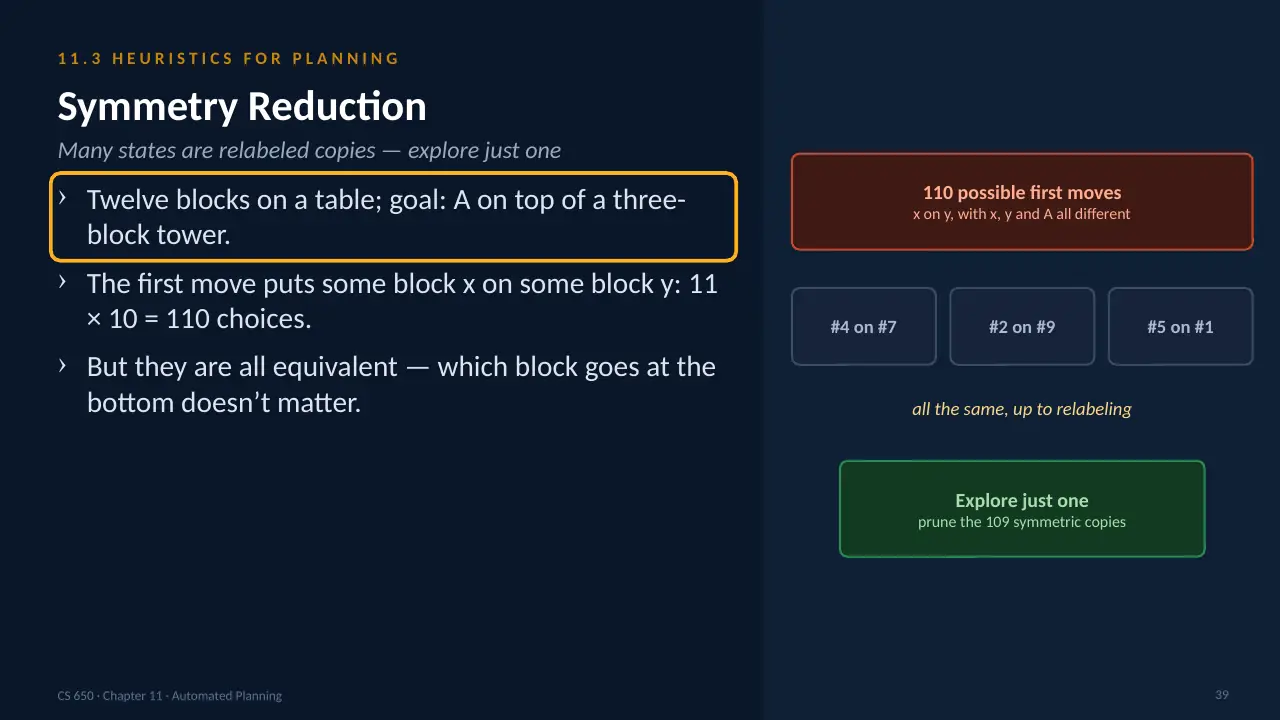 11.3 HEURISTICS FOR PLANNING
Symmetry Reduction
Many states are relabeled copies — explore just one
› Twelve blocks on a table; goal: A on top of a three-
block tower.
› The first move puts some block x on some block y: 11
× 10 = 110 choices.
› But they are all equivalent — which block goes at the
bottom doesn’t matter.
110 possible first moves
x on y, with x, y and A all different
#4 on #7
#2 on #9
#5 on #1
all the same, up to relabeling
Explore just one
prune the 109 symmetric copies
CS 650 · Chapter 11 · Automated Planning
39